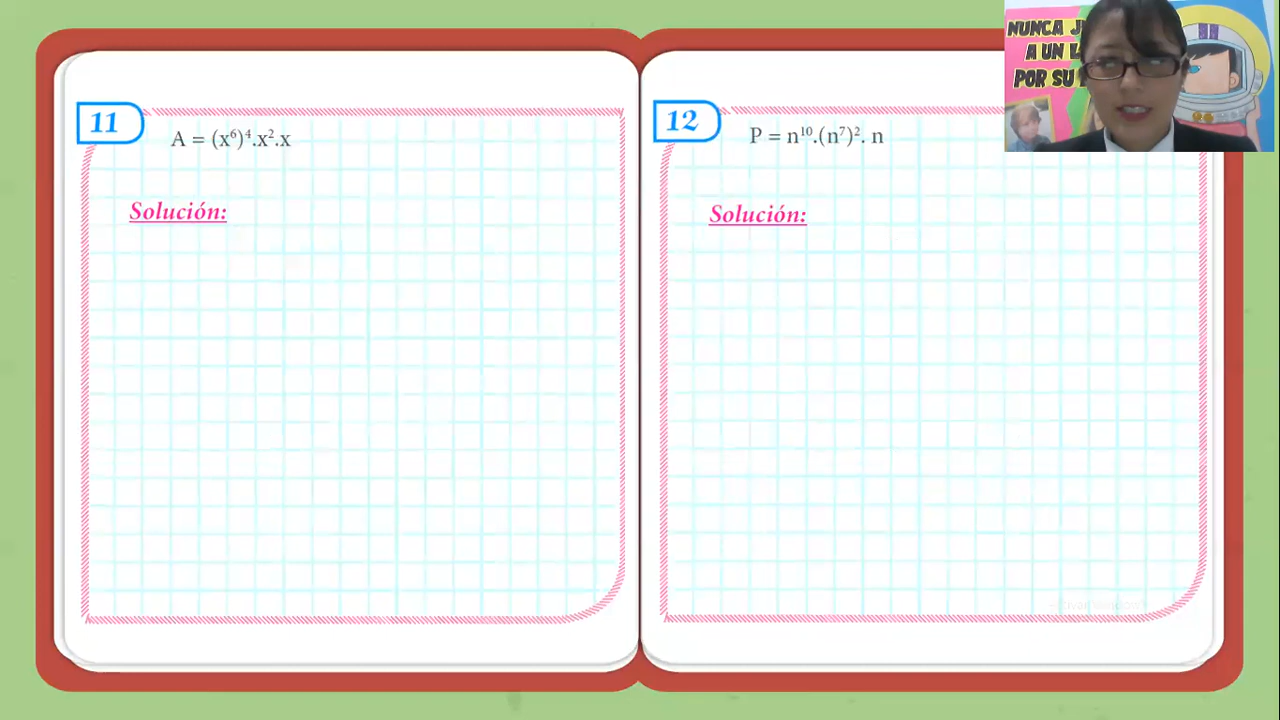 11
A = (x⁶)⁴.x².x
Solución:
12
P = n¹⁰.(n⁷)². n
Solución:
NUNCA
A UN
POR SU